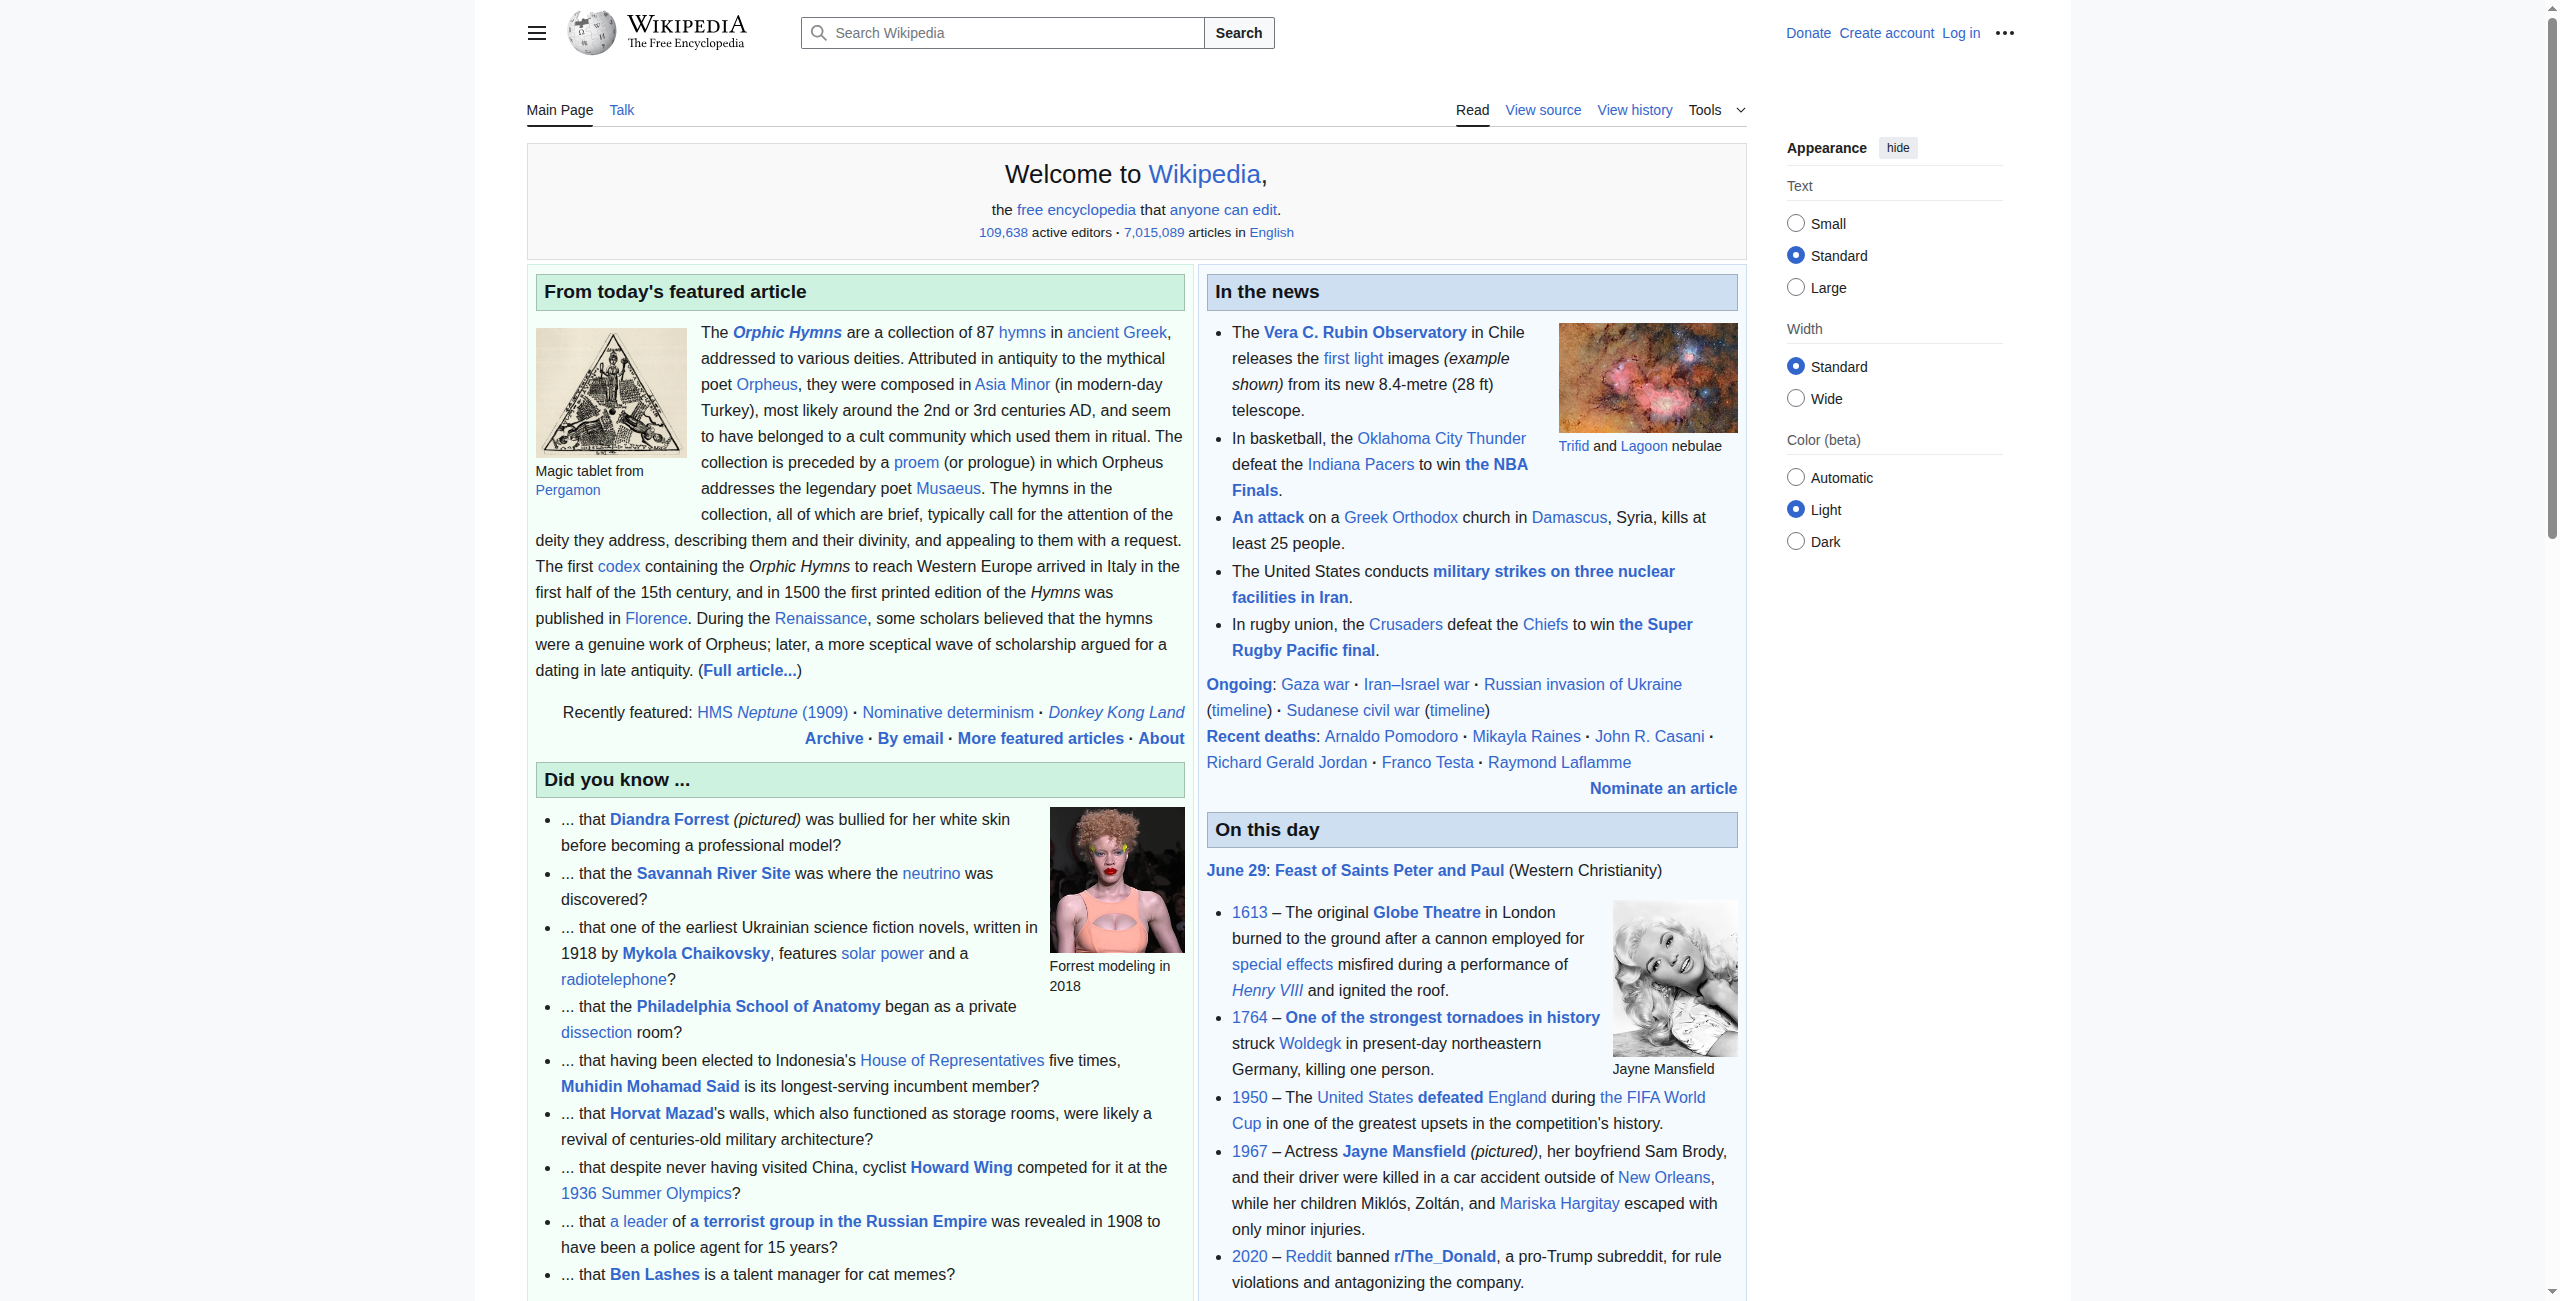 WIKIPEDIA
The Free Encyclopedia
Search Wikipedia
Search
Donate Create account Log in
Main Page Talk
Read View source View history Tools
Welcome to Wikipedia,
the free encyclopedia that anyone can edit.
109,638 active editors · 7,015,089 articles in English
From today's featured article
Magic tablet from
Pergamon
The Orphic Hymns are a collection of 87 hymns in ancient Greek,
addressed to various deities. Attributed in antiquity to the mythical
poet Orpheus, they were composed in Asia Minor (in modern-day
Turkey), most likely around the 2nd or 3rd centuries AD, and seem
to have belonged to a cult community which used them in ritual. The
collection is preceded by a proem (or prologue) in which Orpheus
addresses the legendary poet Musaeus. The hymns in the
collection, all of which are brief, typically call for the attention of the
deity they address, describing them and their divinity, and appealing to them with a request.
The first codex containing the Orphic Hymns to reach Western Europe arrived in Italy in the
first half of the 15th century, and in 1500 the first printed edition of the Hymns was
published in Florence. During the Renaissance, some scholars believed that the hymns
were a genuine work of Orpheus; later, a more sceptical wave of scholarship argued for a
dating in late antiquity. (Full article...)
Recently featured: HMS Neptune (1909) · Nominative determinism · Donkey Kong Land
Archive · By email · More featured articles · About
Did you know ...
... that Diandra Forrest (pictured) was bullied for her white skin
before becoming a professional model?
... that the Savannah River Site was where the neutrino was
discovered?
... that one of the earliest Ukrainian science fiction novels, written in
1918 by Mykola Chaikovsky, features solar power and a
radiotelephone?
... that the Philadelphia School of Anatomy began as a private
dissection room?
... that having been elected to Indonesia's House of Representatives five times,
Muhidin Mohamad Said is its longest-serving incumbent member?
... that Horvat Mazad's walls, which also functioned as storage rooms, were likely a
revival of centuries-old military architecture?
... that despite never having visited China, cyclist Howard Wing competed for it at the
1936 Summer Olympics?
... that a leader of a terrorist group in the Russian Empire was revealed in 1908 to
have been a police agent for 15 years?
... that Ben Lashes is a talent manager for cat memes?
Forrest modeling in
2018
In the news
The Vera C. Rubin Observatory in Chile
releases the first light images (example
shown) from its new 8.4-metre (28 ft)
telescope.
In basketball, the Oklahoma City Thunder
defeat the Indiana Pacers to win the NBA
Finals.
An attack on a Greek Orthodox church in Damascus, Syria, kills at
least 25 people.
The United States conducts military strikes on three nuclear
facilities in Iran.
In rugby union, the Crusaders defeat the Chiefs to win the Super
Rugby Pacific final.
Trifid and Lagoon nebulae
Ongoing: Gaza war · Iran–Israel war · Russian invasion of Ukraine
(timeline) · Sudanese civil war (timeline)
Recent deaths: Arnaldo Pomodoro · Mikayla Raines · John R. Casani ·
Richard Gerald Jordan · Franco Testa · Raymond Laflamme
Nominate an article
On this day
June 29: Feast of Saints Peter and Paul (Western Christianity)
1613 – The original Globe Theatre in London
burned to the ground after a cannon employed for
special effects misfired during a performance of
Henry VIII and ignited the roof.
1764 – One of the strongest tornadoes in history
struck Woldegk in present-day northeastern
Germany, killing one person.
Jayne Mansfield
1950 – The United States defeated England during the FIFA World
Cup in one of the greatest upsets in the competition's history.
1967 – Actress Jayne Mansfield (pictured), her boyfriend Sam Brody,
and their driver were killed in a car accident outside of New Orleans,
while her children Miklós, Zoltán, and Mariska Hargitay escaped with
only minor injuries.
2020 – Reddit banned r/The_Donald, a pro-Trump subreddit, for rule
violations and antagonizing the company.
Appearance hide
Text
Small
Standard
Large
Width
Standard
Wide
Color (beta)
Automatic
Light
Dark